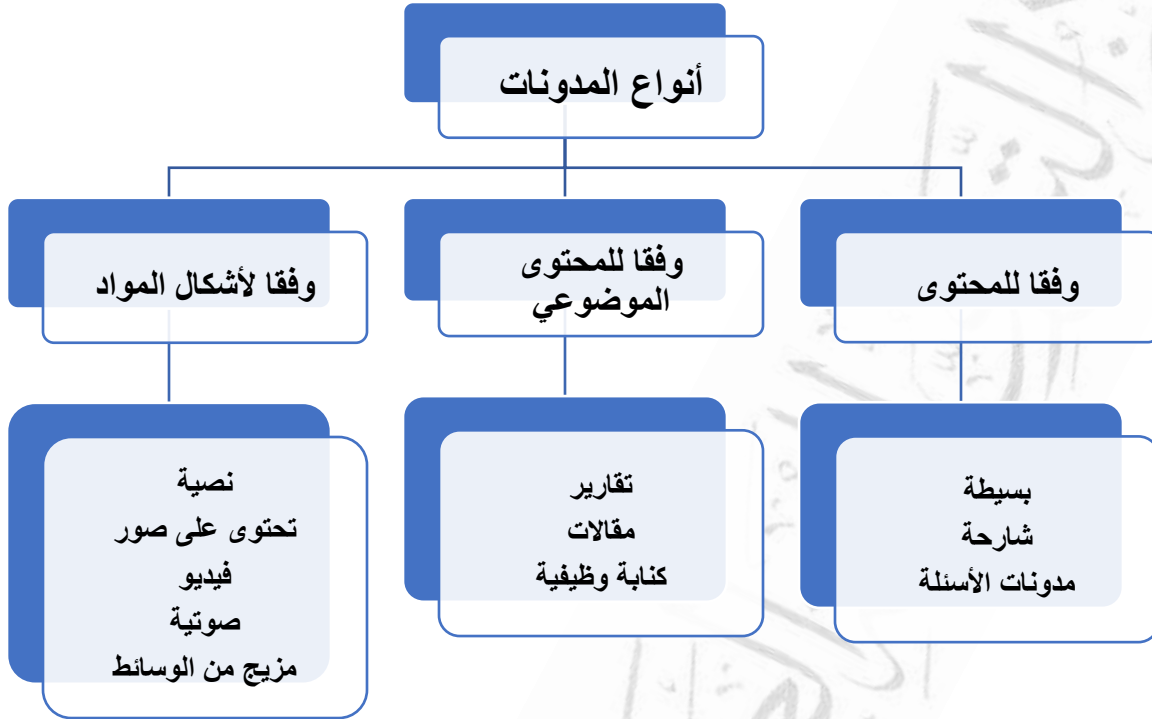 أنواع المدونات
وفقا للمحتوى
وفقا للمحتوى
الموضوعي
وفقا لأشكال المواد
بسيطة
شارحة
مدونات الأسئلة
تقارير
مقالات
كنابة وظيفية
نصية
تحتوى على صور
فيديو
صوتية
مزيج من الوسائط